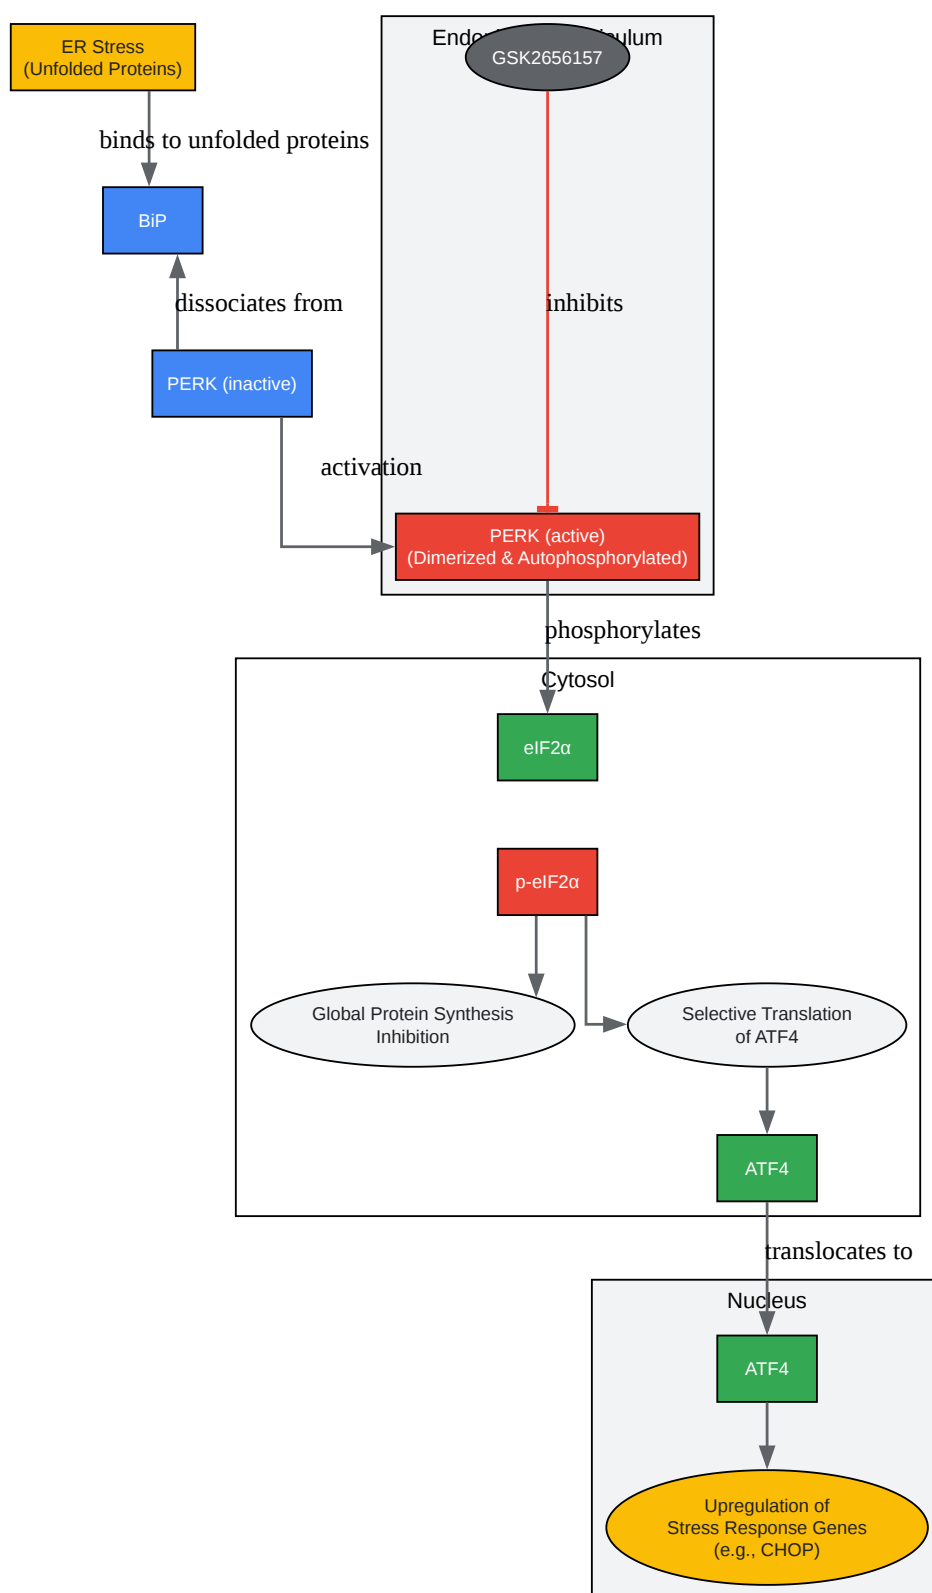 ER Stress
(Unfolded Proteins)
GSK2656157
binds to unfolded proteins
BiP
dissociates from
inhibits
PERK (inactive)
activation
PERK (active)
(Dimerized & Autophosphorylated)
phosphorylates
Cytosol
eIF2α
p-eIF2α
Global Protein Synthesis
Inhibition
Selective Translation
of ATF4
ATF4
translocates to
Nucleus
ATF4
Upregulation of
Stress Response Genes
(e.g., CHOP)